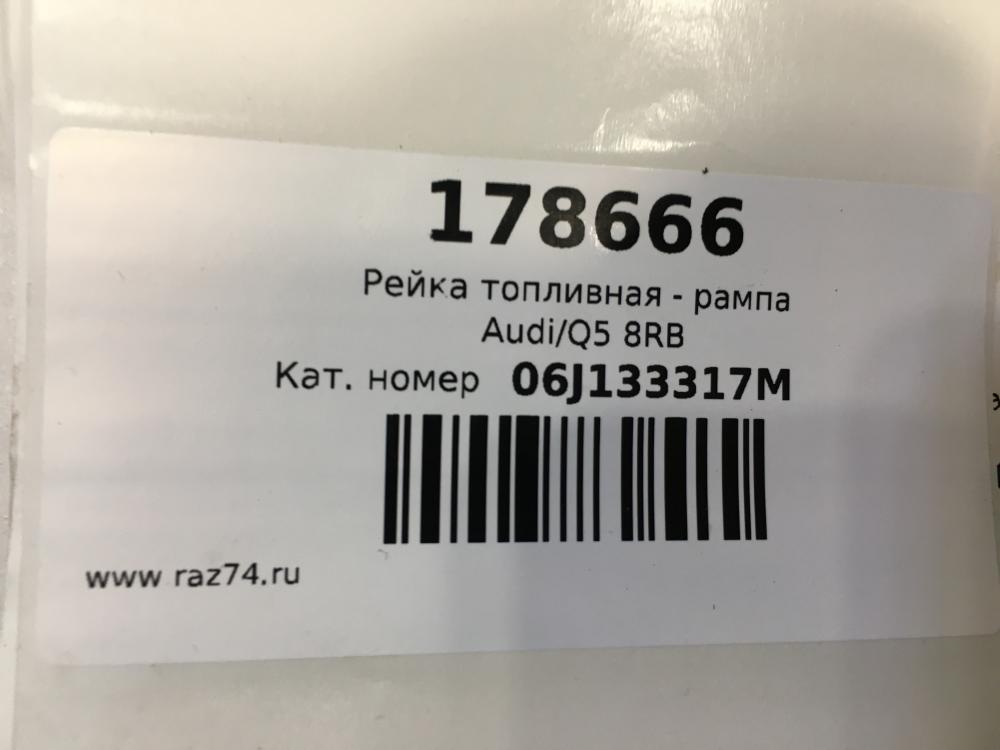 178666
Рейка топливная - рампа
Audi/Q5 8RB
Кат. номер 06J133317M
www raz74.ru